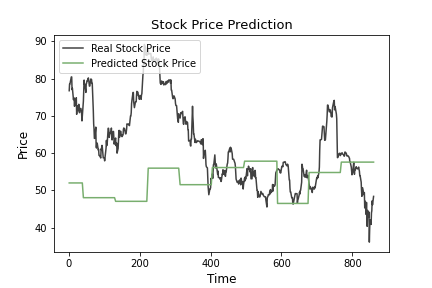 Stock Price Prediction
Real Stock Price
Predicted Stock Price
Price
90
80
70
60
50
40
0 200 400 600 800
Time